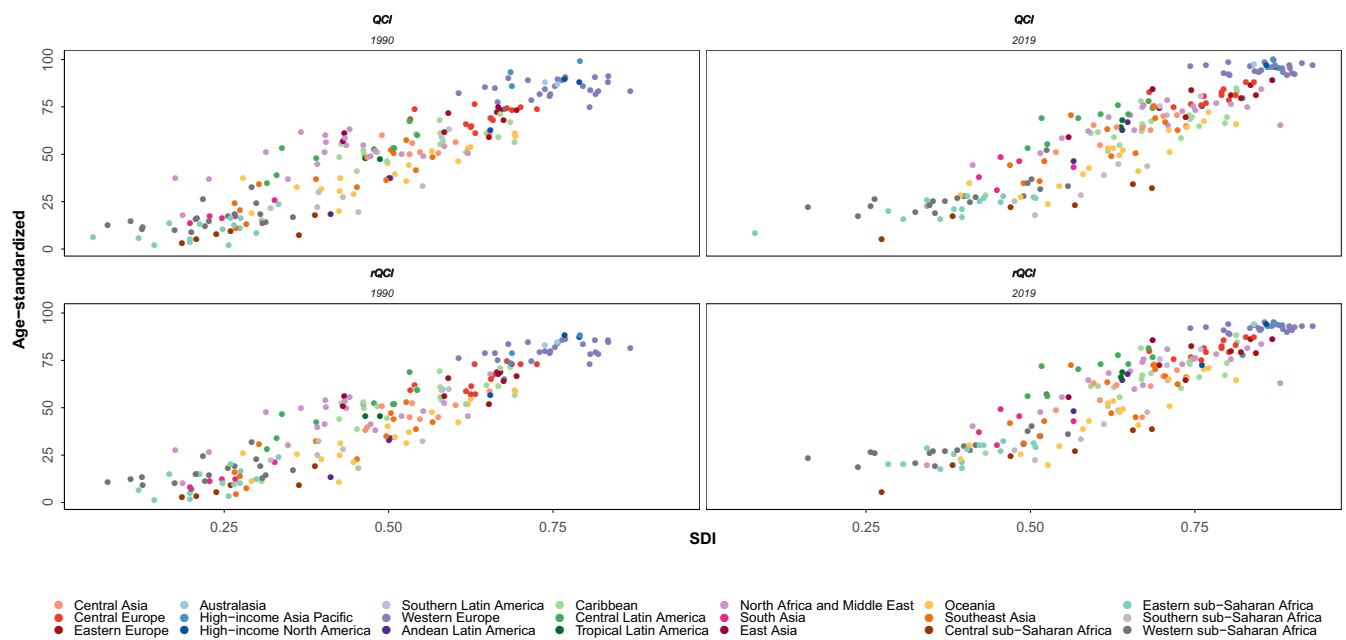 QCI
1990
QCI
2019
0 25 50 75 100
rQCI
1990
rQCI
2019
0 25 50 75 100
Age−standardized
0.25 0.50 0.75
0.25 0.50 0.75
SDI
Central Asia Australasia Southern Latin America Caribbean North Africa and Middle East Oceania Eastern sub−Saharan Africa
Central Europe High−income Asia Pacific Western Europe Central Latin America South Asia Southeast Asia Southern sub−Saharan Africa
Eastern Europe High−income North America Andean Latin America Tropical Latin America East Asia Central sub−Saharan Africa Western sub−Saharan Africa